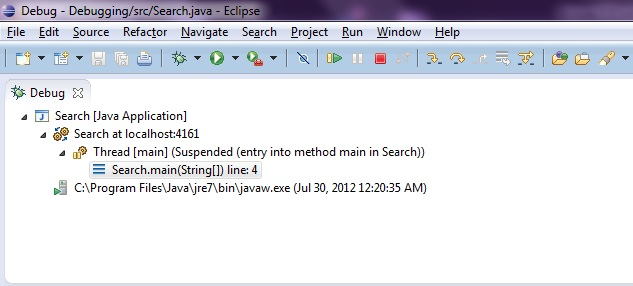 Debug - Debugging/src/Search.java - Eclipse
File Edit Source Refactor Navigate Search Project Run Window Help
Debug
Search [Java Application]
Search at localhost:4161
Thread [main] (Suspended (entry into method main in Search))
Search.main(String[]) line: 4
C:\Program Files\Java\jre7\bin\javaw.exe (Jul 30, 2012 12:20:35 AM)